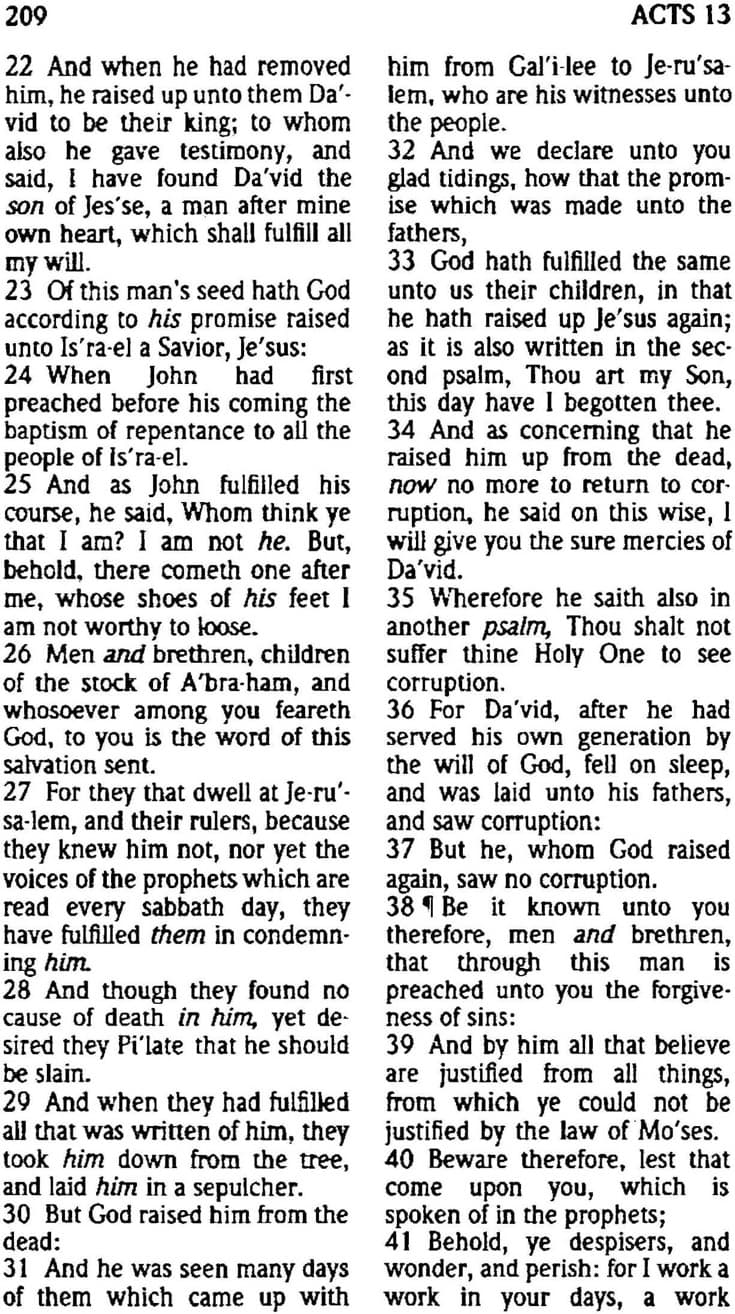 209
ACTS 13
22 And when he had removed
him, he raised up unto them Da'-
vid to be their king; to whom
also he gave testimony, and
said, I have found Da'vid the
son of Jes'se, a man after mine
own heart, which shall fulfill all
my will.
23 Of this man's seed hath God
according to his promise raised
unto Is'ra-el a Savior, Je'sus:
24 When John had first
preached before his coming the
baptism of repentance to all the
people of Is'ra-el.
25 And as John fulfilled his
course, he said, Whom think ye
that I am? I am not he. But,
behold, there cometh one after
me, whose shoes of his feet I
am not worthy to loose.
26 Men and brethren, children
of the stock of A'bra-ham, and
whosoever among you feareth
God, to you is the word of this
salvation sent.
27 For they that dwell at Je-ru'-
sa-lem, and their rulers, because
they knew him not, nor yet the
voices of the prophets which are
read every sabbath day, they
have fulfilled them in condemn-
ing him.
28 And though they found no
cause of death in him, yet de-
sired they Pi'late that he should
be slain.
29 And when they had fulfilled
all that was written of him, they
took him down from the tree,
and laid him in a sepulcher.
30 But God raised him from the
dead:
31 And he was seen many days
of them which came up with
him from Gal'i-lee to Je-ru'sa-
lem, who are his witnesses unto
the people.
32 And we declare unto you
glad tidings, how that the prom-
ise which was made unto the
fathers,
33 God hath fulfilled the same
unto us their children, in that
he hath raised up Je'sus again;
as it is also written in the sec-
ond psalm, Thou art my Son,
this day have I begotten thee.
34 And as concerning that he
raised him up from the dead,
now no more to return to cor-
ruption, he said on this wise, I
will give you the sure mercies of
Da'vid.
35 Wherefore he saith also in
another psalm, Thou shalt not
suffer thine Holy One to see
corruption.
36 For Da'vid, after he had
served his own generation by
the will of God, fell on sleep,
and was laid unto his fathers,
and saw corruption:
37 But he, whom God raised
again, saw no corruption.
38 ¶ Be it known unto you
therefore, men and brethren,
that through this man is
preached unto you the forgive-
ness of sins:
39 And by him all that believe
are justified from all things,
from which ye could not be
justified by the law of Mo'ses.
40 Beware therefore, lest that
come upon you, which is
spoken of in the prophets;
41 Behold, ye despisers, and
wonder, and perish: for I work a
work in your days, a work